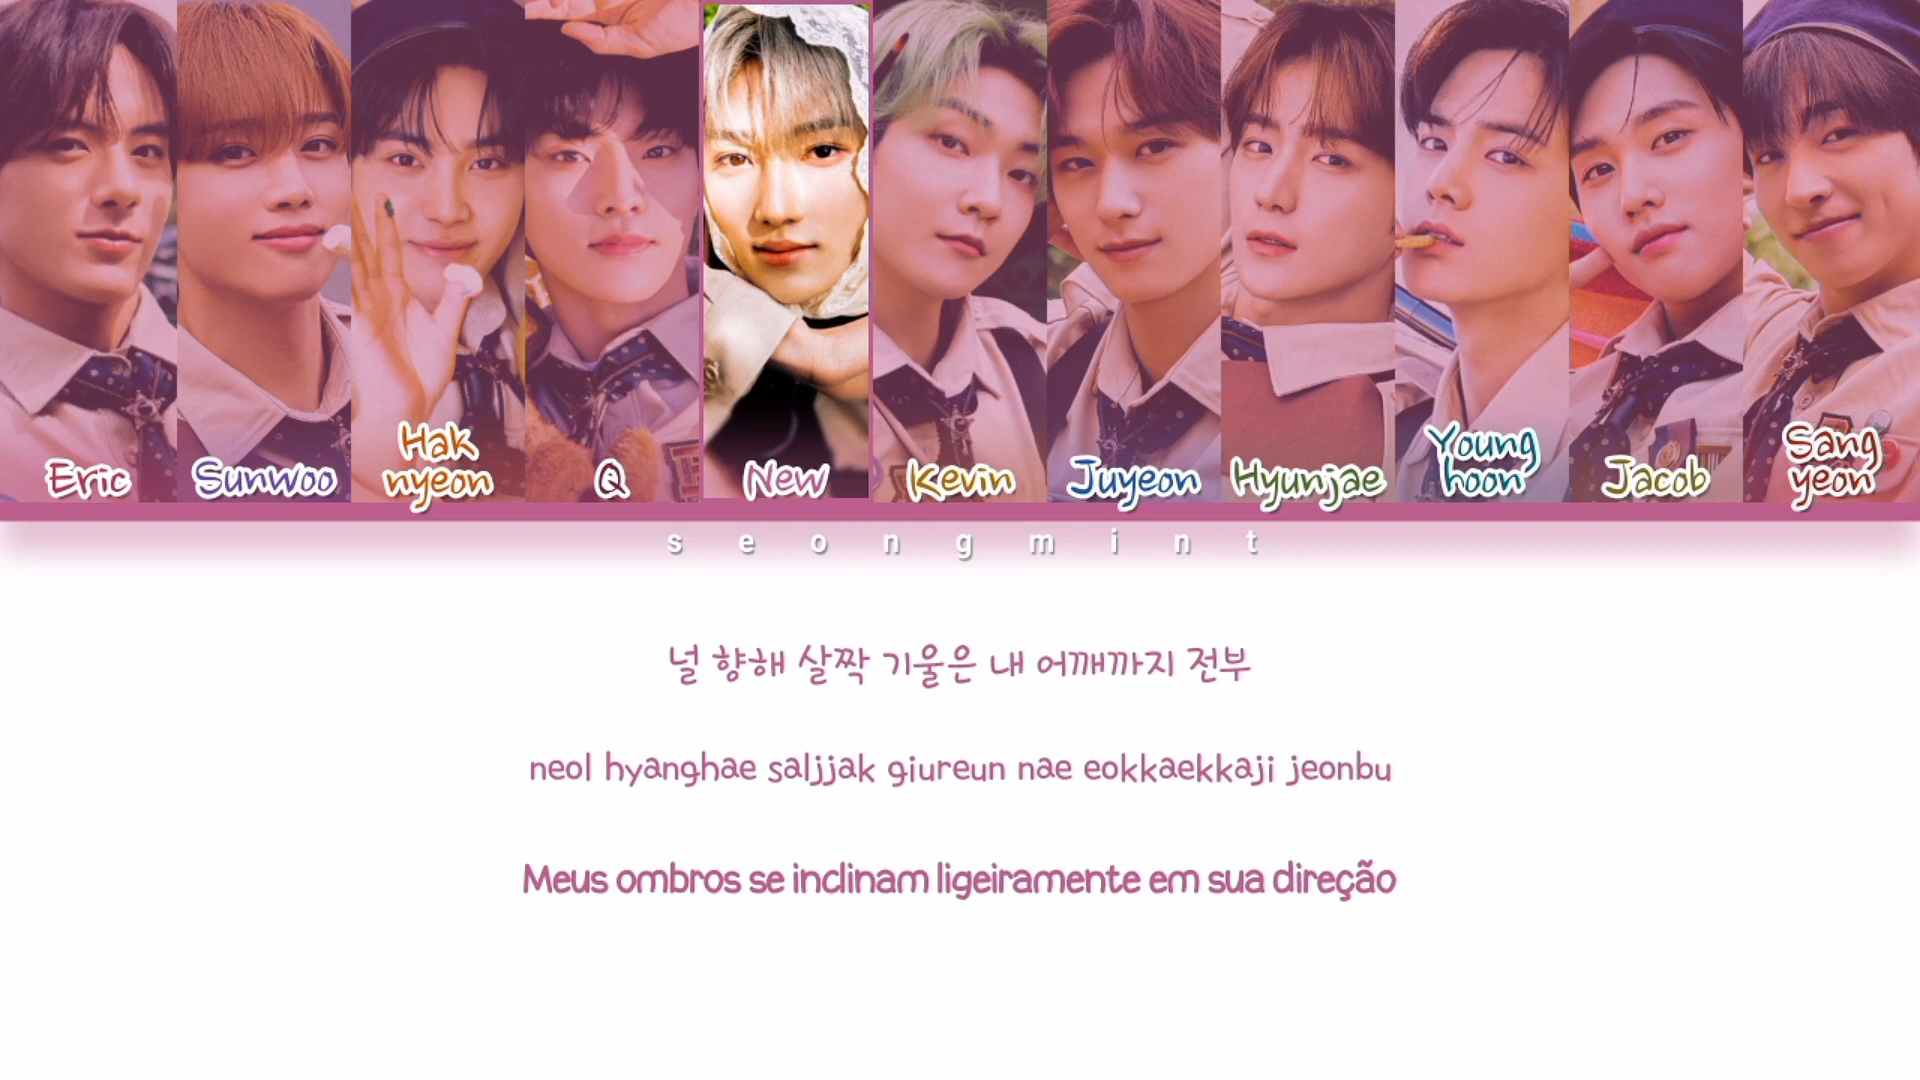 Eric
Sunwoo
Hak
nyeon
Q
New
Kevin
Juyeon
Hyunjae
Young
hoon
Jacob
Sang
yeon
seongmint
널 향해 살짝 기울은 내 어깨까지 전부
neol hyanghae saljjak giureun nae eokkaekkaji jeonbu
Meus ombros se inclinam ligeiramente em sua direção